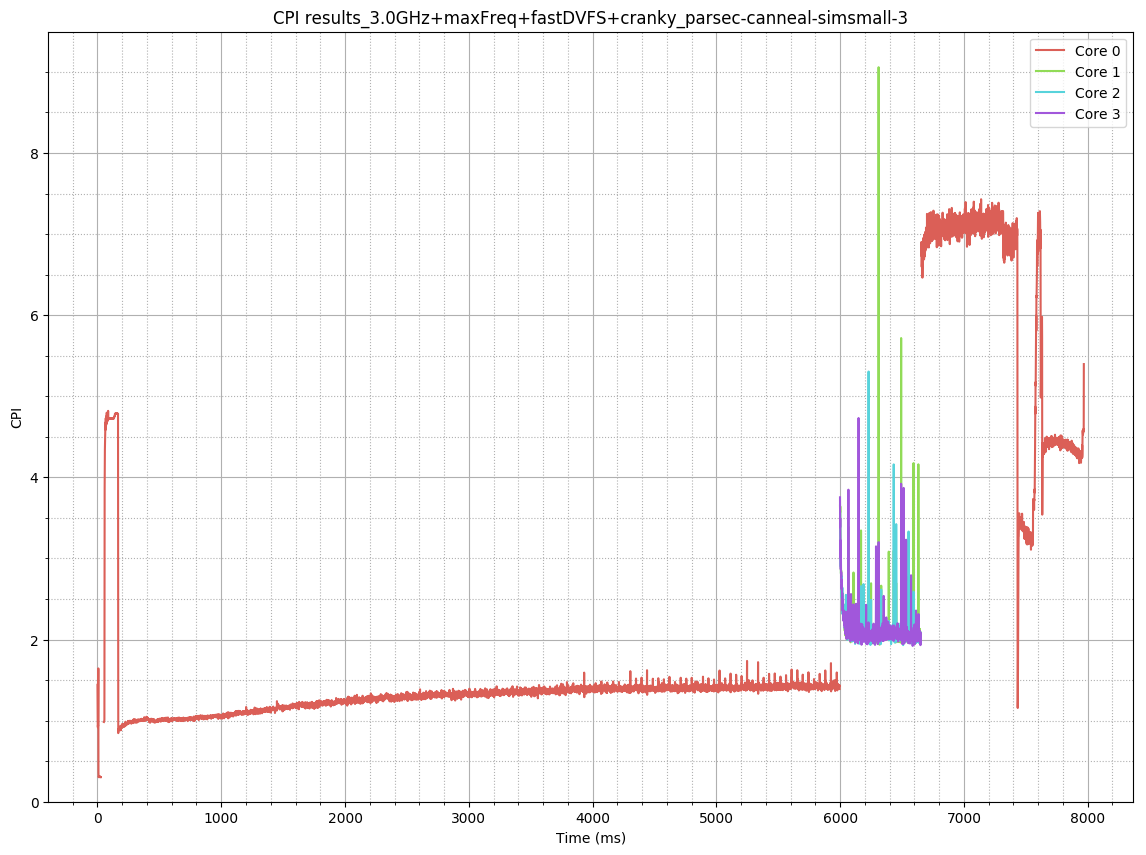 CPI results_3.0GHz+maxFreq+fastDVFS+cranky_parsec-canneal-simsmall-3
Core 0
Core 1
Core 2
Core 3
CPI
8
6
4
2
0
0 1000 2000 3000 4000 5000 6000 7000 8000
Time (ms)